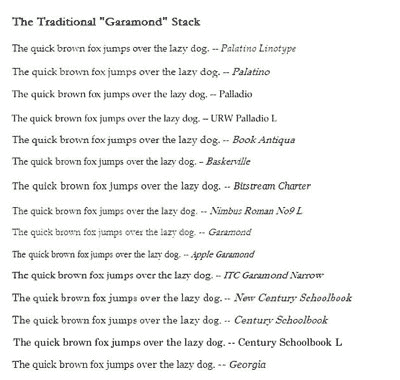 The Traditional "Garamond" Stack
The quick brown fox jumps over the lazy dog. -- Palatino Linotype
The quick brown fox jumps over the lazy dog. -- Palatino
The quick brown fox jumps over the lazy dog. -- Palladio
The quick brown fox jumps over the lazy dog. -- URW Palladio L
The quick brown fox jumps over the lazy dog. -- Book Antiqua
The quick brown fox jumps over the lazy dog. -- Baskerville
The quick brown fox jumps over the lazy dog. -- Bitstream Charter
The quick brown fox jumps over the lazy dog. -- Nimbus Roman No9 L
The quick brown fox jumps over the lazy dog. -- Garamond
The quick brown fox jumps over the lazy dog. -- Apple Garamond
The quick brown fox jumps over the lazy dog. -- ITC Garamond Narrow
The quick brown fox jumps over the lazy dog. -- New Century Schoolbook
The quick brown fox jumps over the lazy dog. -- Century Schoolbook
The quick brown fox jumps over the lazy dog. -- Century Schoolbook L
The quick brown fox jumps over the lazy dog. -- Georgia